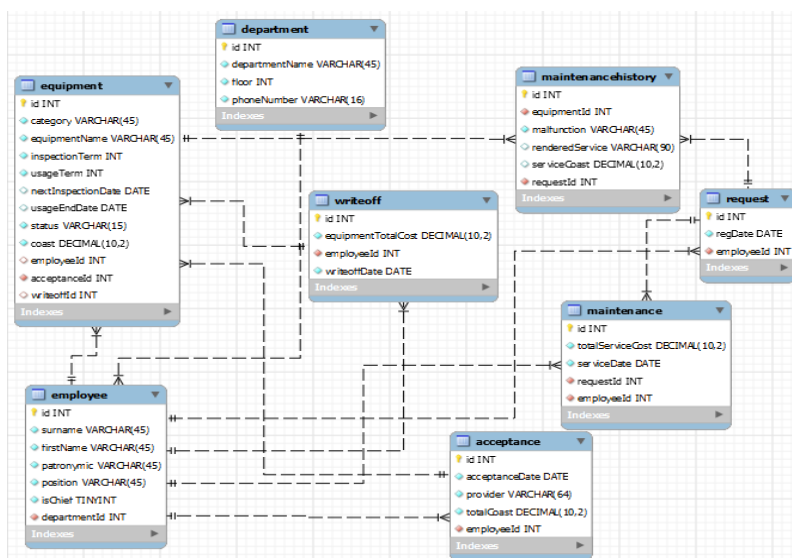 department
id INT
departmentName VARCHAR(45)
floor INT
phoneNumber VARCHAR(16)
Indexes
equipment
id INT
category VARCHAR(45)
equipmentName VARCHAR(45)
inspectionTerm INT
usageTerm INT
nextInspectionDate DATE
usageEndDate DATE
status VARCHAR(15)
coast DECIMAL(10,2)
employeeId INT
acceptanceId INT
writeoffId INT
Indexes
maintenancehistory
id INT
equipmentId INT
malfunction VARCHAR(45)
renderedService VARCHAR(90)
serviceCoast DECIMAL(10,2)
requestId INT
Indexes
writeoff
id INT
equipmentTotalCost DECIMAL(10,2)
employeeId INT
writeoffDate DATE
Indexes
request
id INT
regDate DATE
employeeId INT
Indexes
maintenance
id INT
totalServiceCost DECIMAL(10,2)
serviceDate DATE
requestId INT
employeeId INT
Indexes
employee
id INT
surname VARCHAR(45)
firstName VARCHAR(45)
patronymic VARCHAR(45)
position VARCHAR(45)
isChief TINYINT
departmentId INT
Indexes
acceptance
id INT
acceptanceDate DATE
provider VARCHAR(64)
totalCoast DECIMAL(10,2)
employeeId INT
Indexes